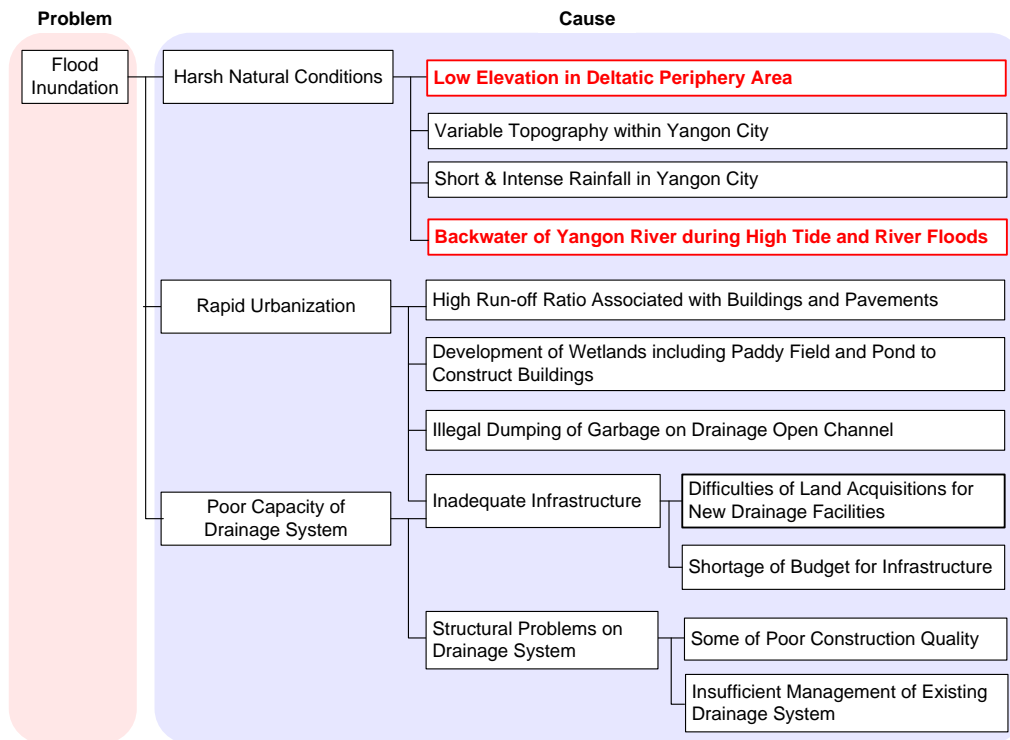 Problem
Cause
Flood
Inundation
Harsh Natural Conditions
Low Elevation in Deltatic Periphery Area
Variable Topography within Yangon City
Short & Intense Rainfall in Yangon City
Backwater of Yangon River during High Tide and River Floods
Rapid Urbanization
High Run-off Ratio Associated with Buildings and Pavements
Development of Wetlands including Paddy Field and Pond to
Construct Buildings
Illegal Dumping of Garbage on Drainage Open Channel
Poor Capacity of
Drainage System
Inadequate Infrastructure
Difficulties of Land Acquisitions for
New Drainage Facilities
Shortage of Budget for Infrastructure
Structural Problems on
Drainage System
Some of Poor Construction Quality
Insufficient Management of Existing
Drainage System